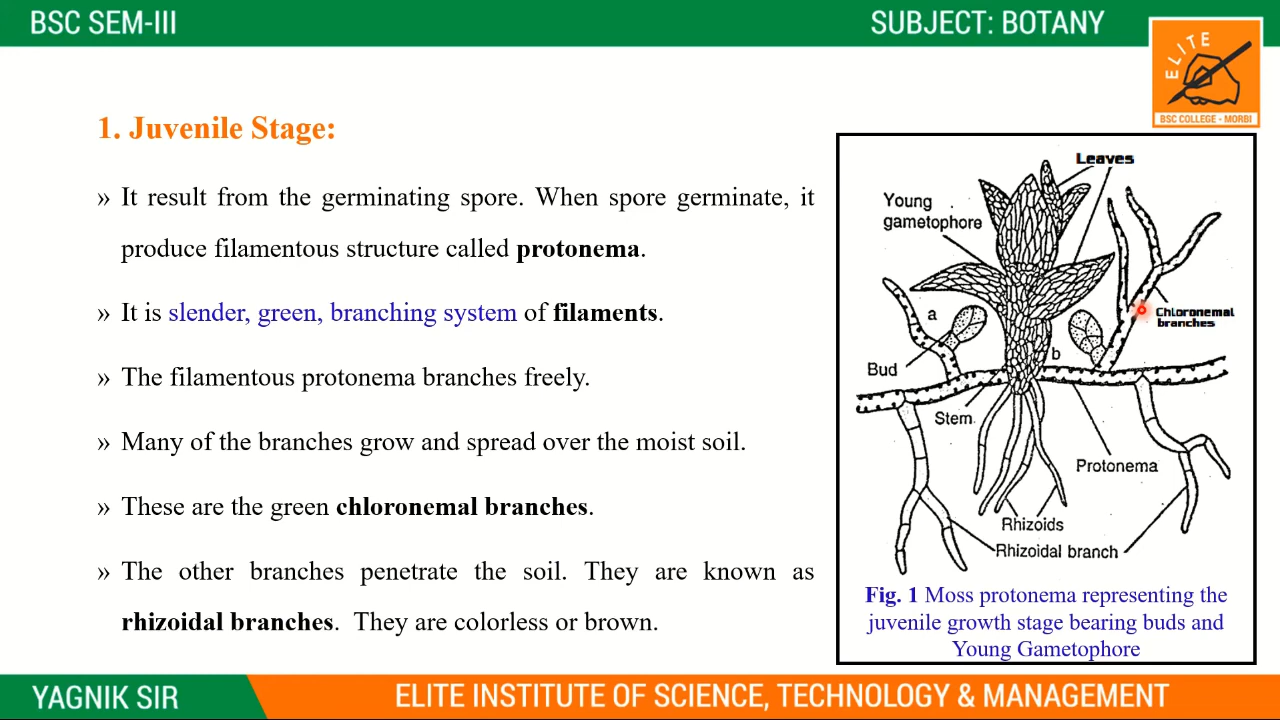 BSC SEM-III
SUBJECT: BOTANY
ELITE
BSC COLLEGE - MORBI
1. Juvenile Stage:
» It result from the germinating spore. When spore germinate, it
produce filamentous structure called protonema.
» It is slender, green, branching system of filaments.
» The filamentous protonema branches freely.
» Many of the branches grow and spread over the moist soil.
» These are the green chloronemal branches.
» The other branches penetrate the soil. They are known as
rhizoidal branches. They are colorless or brown.
Leaves
Young
gametophore
a
Chloronemal
branches
b
Bud
Stem
Protonema
Rhizoids
Rhizoidal branch
Fig. 1 Moss protonema representing the
juvenile growth stage bearing buds and
Young Gametophore
YAGNIK SIR
ELITE INSTITUTE OF SCIENCE, TECHNOLOGY & MANAGEMENT